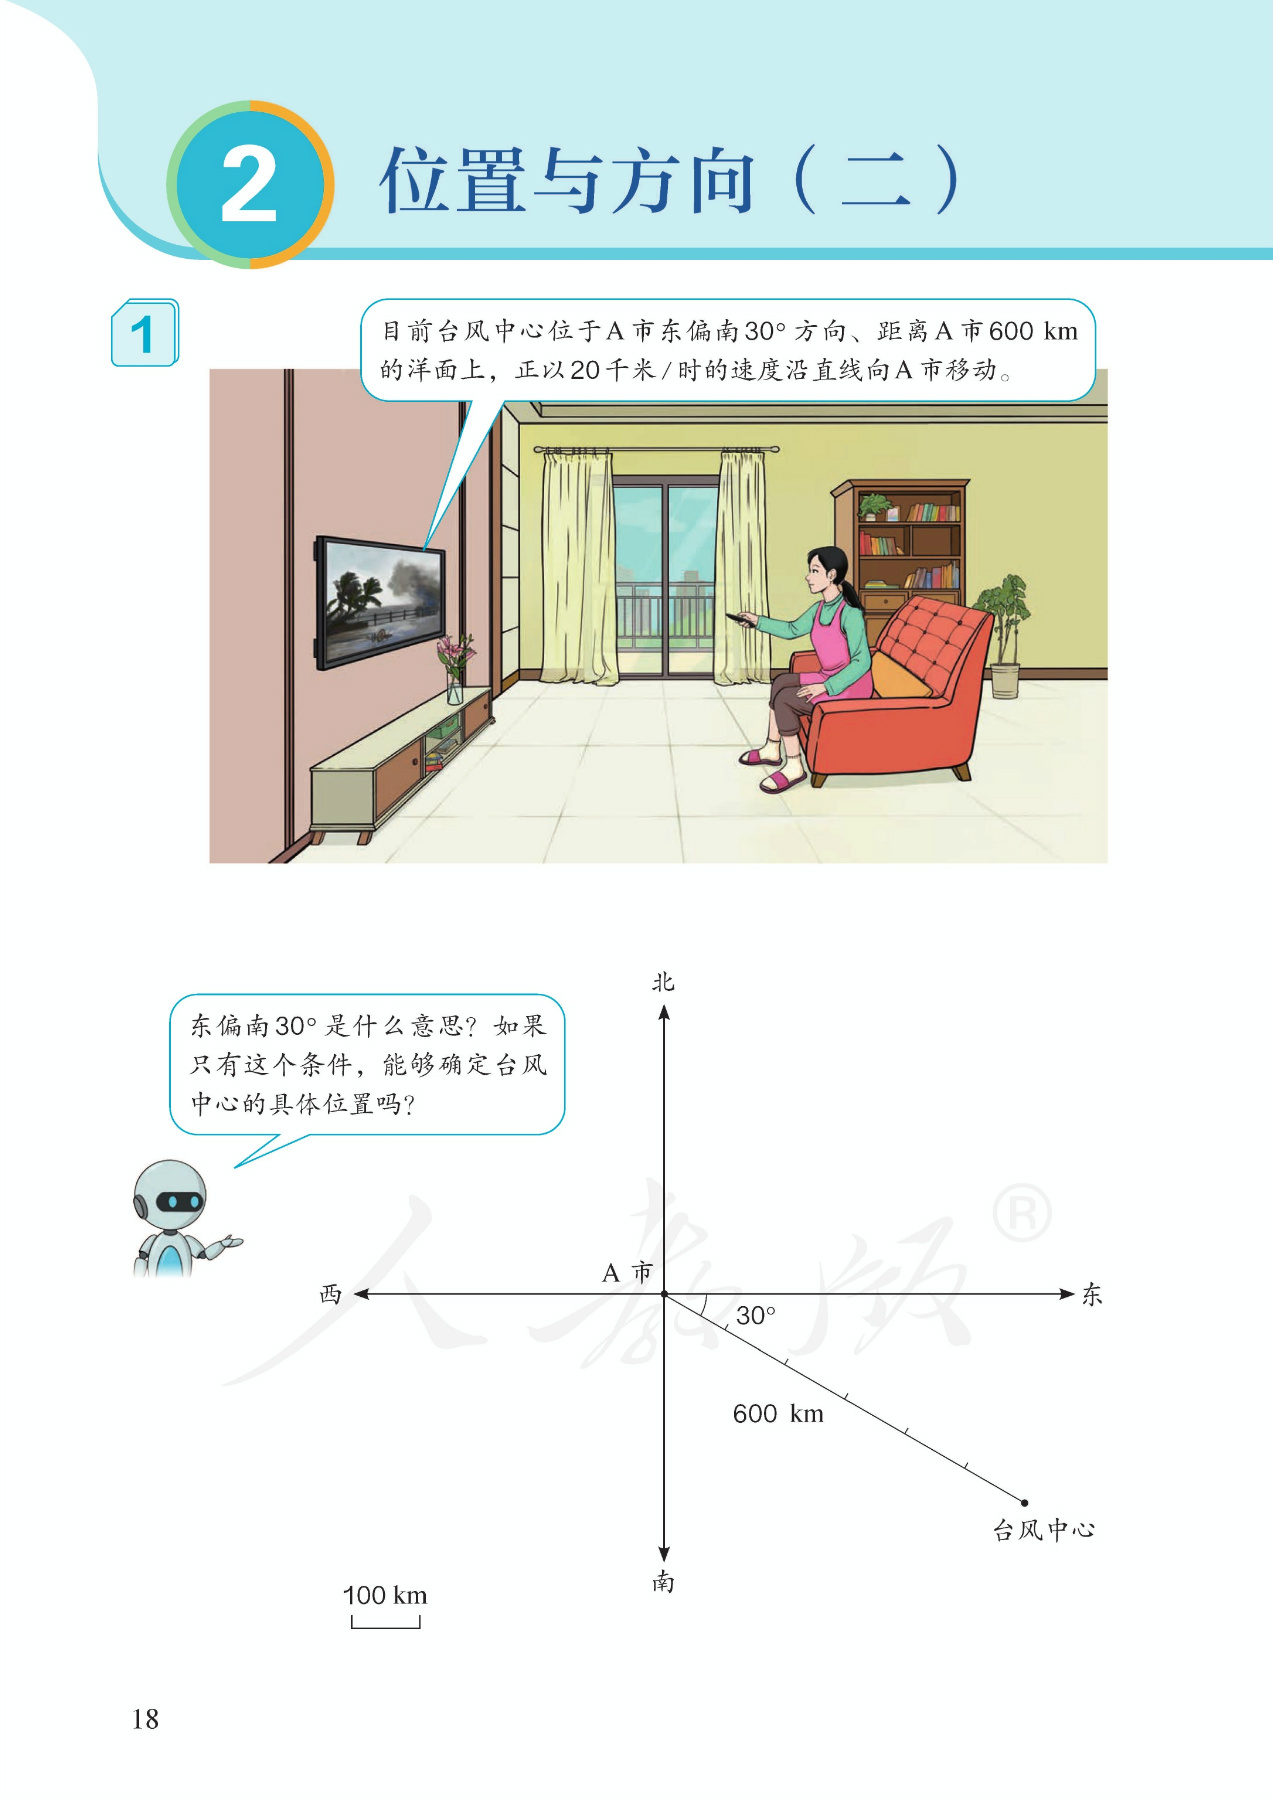 2
位置与方向（二）
1
目前台风中心位于A市东偏南30°方向、距离A市600 km
的洋面上，正以20千米/时的速度沿直线向A市移动。
东偏南30°是什么意思？如果
只有这个条件，能够确定台风
中心的具体位置吗？
北
A 市
西
东
30°
600 km
台风中心
南
100 km
18
人教版®